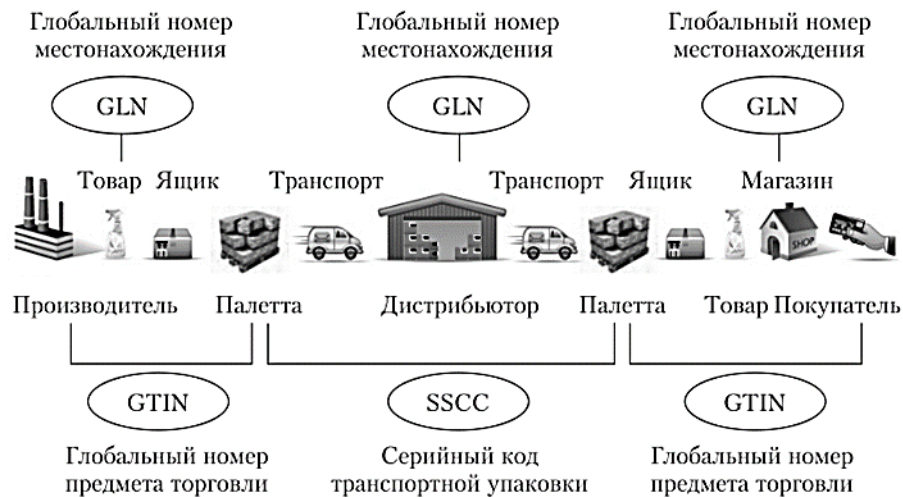 Глобальный номер
местонахождения
Глобальный номер
местонахождения
Глобальный номер
местонахождения
GLN
GLN
GLN
Товар Ящик Транспорт Транспорт Ящик Магазин
SHOP
Производитель Палетта Дистрибьютор Палетта Товар Покупатель
GTIN
SSCC
GTIN
Глобальный номер
предмета торговли
Серийный код
транспортной упаковки
Глобальный номер
предмета торговли